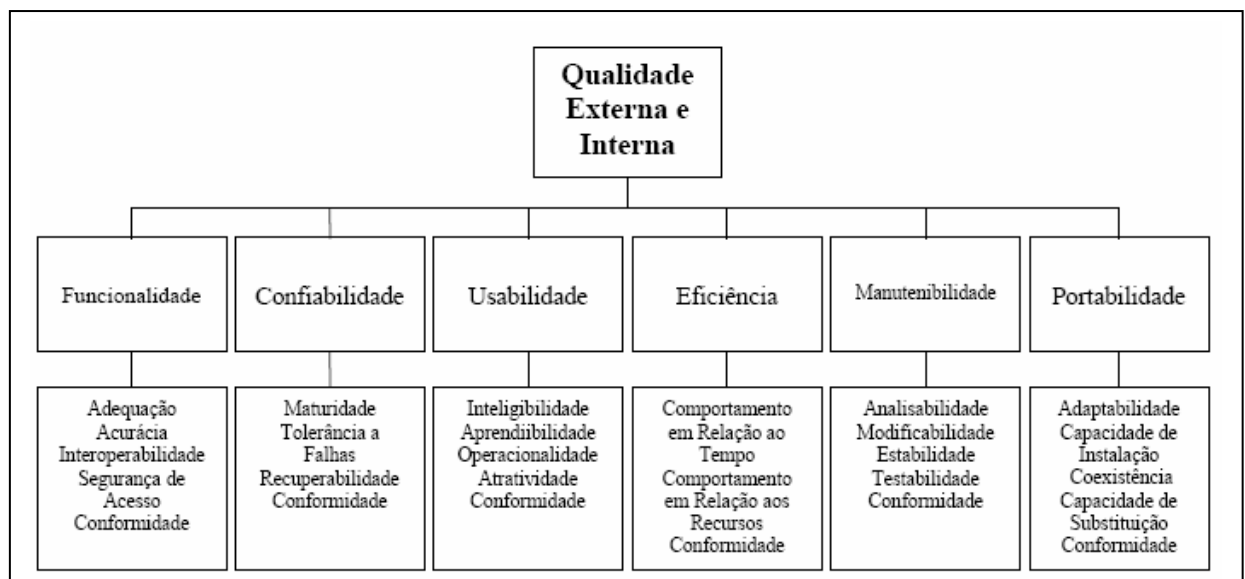 Qualidade
Externa e
Interna
Funcionalidade
Confiabilidade
Usabilidade
Eficiência
Manutenibilidade
Portabilidade
Adequação
Acurácia
Interoperabilidade
Segurança de
Acesso
Conformidade
Maturidade
Tolerância a
Falhas
Recuperabilidade
Conformidade
Inteligibilidade
Aprendiibilidade
Operacionalidade
Atratividade
Conformidade
Comportamento
em Relação ao
Tempo
Comportamento
em Relação aos
Recursos
Conformidade
Analisabilidade
Modificabilidade
Estabilidade
Testabilidade
Conformidade
Adaptabilidade
Capacidade de
Instalação
Coexistência
Capacidade de
Substituição
Conformidade